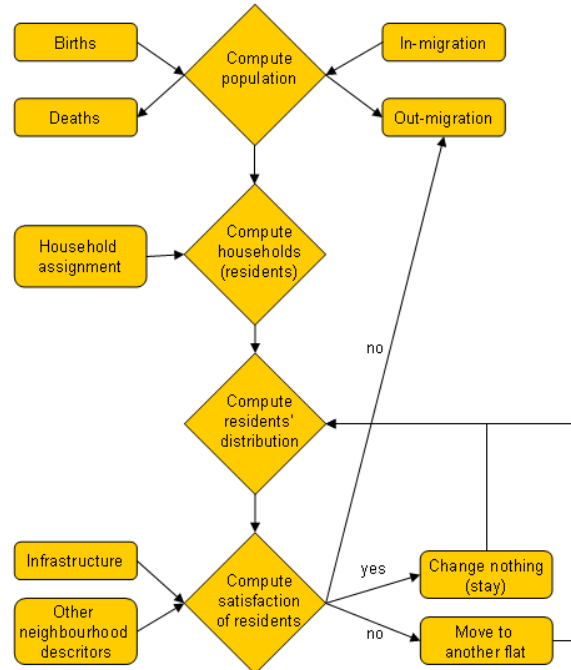 Births
Compute
population
In-migration
Deaths
Out-migration
Household
assignment
Compute
households
(residents)
no
Compute
residents'
distribution
Infrastructure
Compute
satisfaction
of residents
yes
Change nothing
(stay)
Other
neighbourhood
descritors
no
Move to
another flat